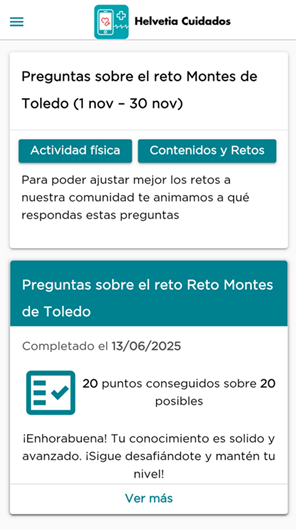 Helvetia Cuidados
Preguntas sobre el reto Montes de
Toledo (1 nov – 30 nov)
Actividad física
Contenidos y Retos
Para poder ajustar mejor los retos a
nuestra comunidad te animamos a qué
respondas estas preguntas
Preguntas sobre el reto Reto Montes
de Toledo
Completado el 13/06/2025
20 puntos conseguidos sobre 20
posibles
¡Enhorabuena! Tu conocimiento es solido y
avanzado. ¡Sigue desafiándote y mantén tu
nivel!
Ver más